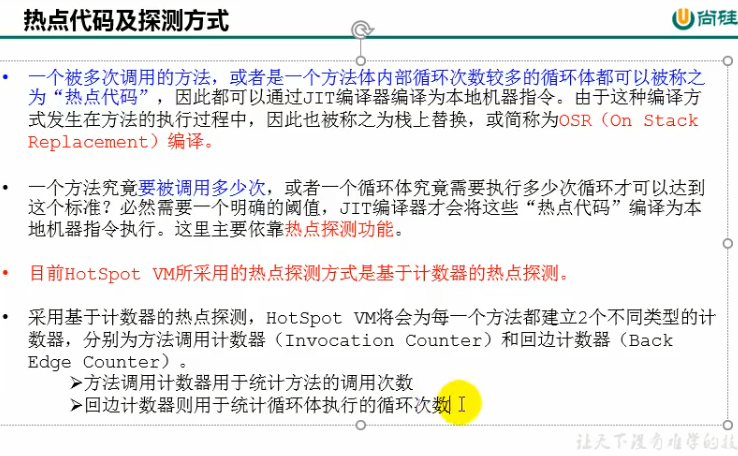 热点代码及探测方式
尚硅
• 一个被多次调用的方法，或者是一个方法体内部循环次数较多的循环体都可以被称之
为“热点代码”，因此都可以通过JIT编译器编译为本地机器指令。由于这种编译方
式发生在方法的执行过程中，因此也被称之为栈上替换，或简称为OSR（On Stack
Replacement）编译。
• 一个方法究竟要被调用多少次，或者一个循环体究竟需要执行多少次循环才可以达到
这个标准？必然需要一个明确的阈值，JIT编译器才会将这些“热点代码”编译为本
地机器指令执行。这里主要依靠热点探测功能。
• 目前HotSpot VM所采用的热点探测方式是基于计数器的热点探测。
• 采用基于计数器的热点探测，HotSpot VM将会为每一个方法都建立2个不同类型的计
数器，分别为方法调用计数器（Invocation Counter）和回边计数器（Back
Edge Counter）。
➢方法调用计数器用于统计方法的调用次数
➢回边计数器则用于统计循环体执行的循环次数
让天下没有难学的技